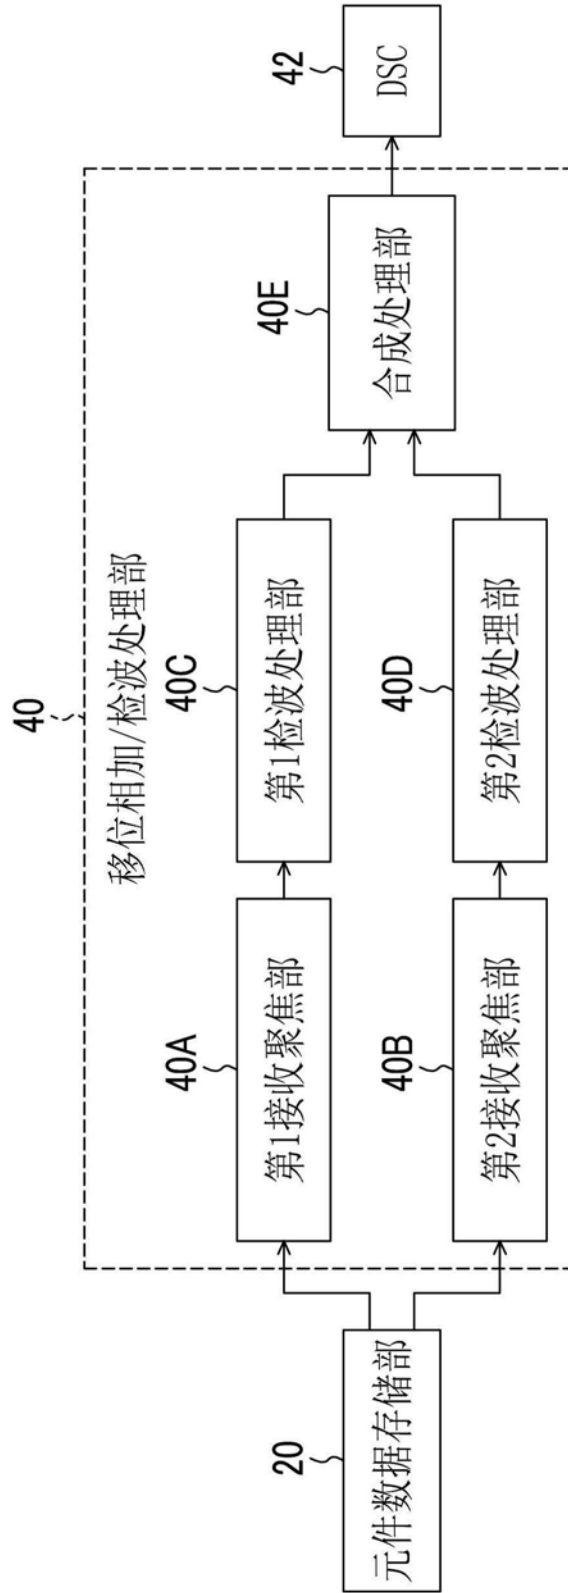 40
移位相加/检波处理部
20
元件数据存储部
40A
第1接收聚焦部
40C
第1检波处理部
40B
第2接收聚焦部
40D
第2检波处理部
40E
合成处理部
42
DSC